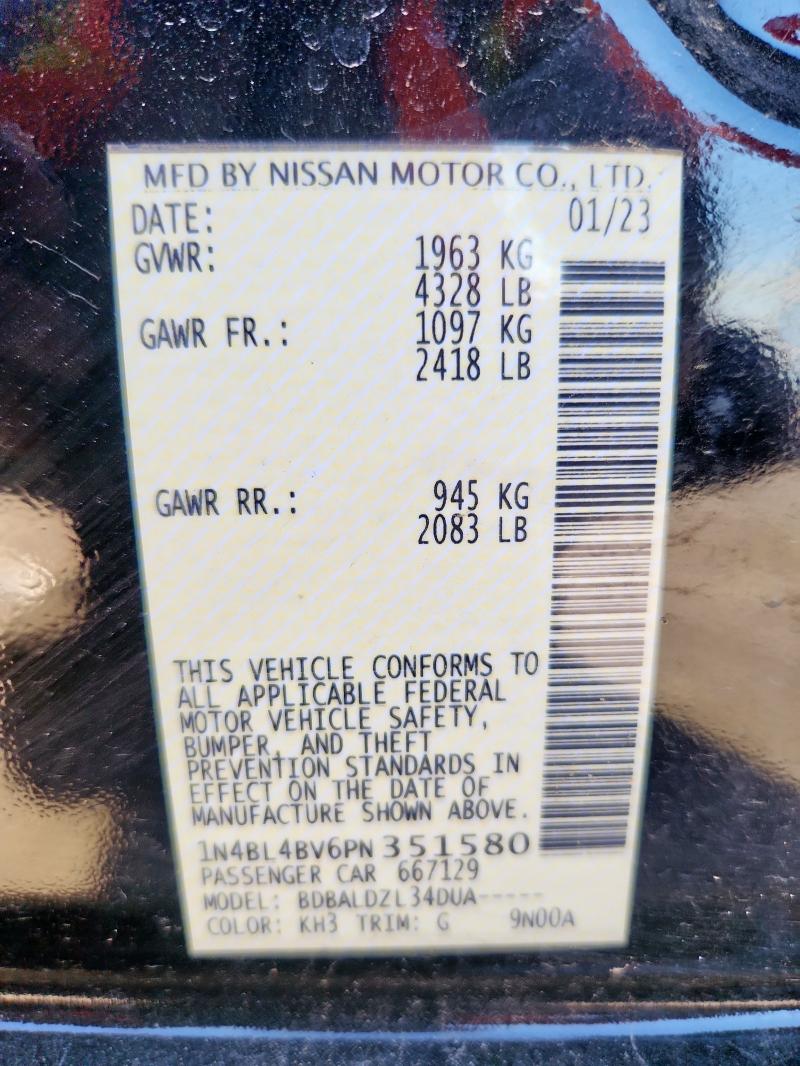 MFD BY NISSAN MOTOR CO., LTD.
DATE: 01/23
GVWR: 1963 KG
4328 LB
GAWR FR.: 1097 KG
2418 LB
GAWR RR.: 945 KG
2083 LB
THIS VEHICLE CONFORMS TO
ALL APPLICABLE FEDERAL
MOTOR VEHICLE SAFETY,
BUMPER, AND THEFT
PREVENTION STANDARDS IN
EFFECT ON THE DATE OF
MANUFACTURE SHOWN ABOVE.
1N4BL4BV6PN351580
PASSENGER CAR 667129
MODEL: BDBALDZL34DUA-----
COLOR: KH3 TRIM: G 9N00A